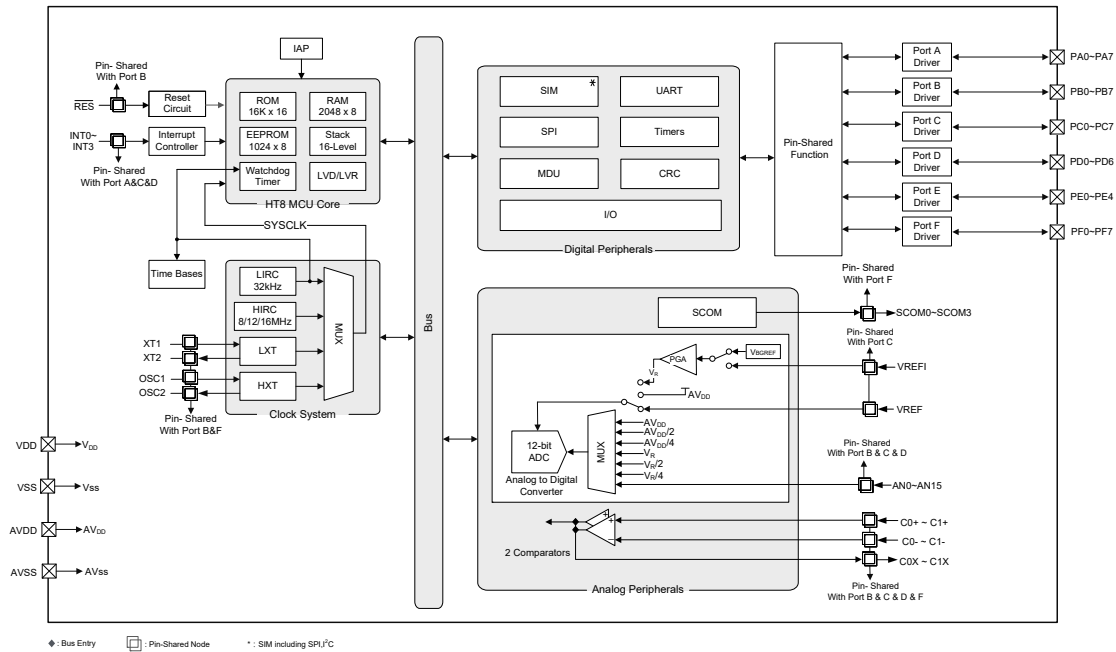 IAP
Pin- Shared
With Port B
RES
Reset
Circuit
INT0~
INT3
Interrupt
Controller
Pin- Shared
With Port A&C&D
ROM
16K x 16
RAM
2048 x 8
EEPROM
1024 x 8
Stack
16-Level
Watchdog
Timer
LVD/LVR
HT8 MCU Core
SYSCLK
Time Bases
LIRC
32kHz
HIRC
8/12/16MHz
LXT
HXT
MUX
Clock System
XT1
XT2
OSC1
OSC2
Pin- Shared
With Port B&F
VDD
VDD
VSS
Vss
AVDD
AVDD
AVSS
AVss
Bus
SIM
*
UART
SPI
Timers
MDU
CRC
I/O
Digital Peripherals
Pin-Shared
Function
Port A
Driver
Port B
Driver
Port C
Driver
Port D
Driver
Port E
Driver
Port F
Driver
PA0~PA7
PB0~PB7
PC0~PC7
PD0~PD6
PE0~PE4
PF0~PF7
Pin- Shared
With Port F
SCOM
SCOM0~SCOM3
Pin- Shared
With Port C
VBGREF
PGA
VR
AVDD
VREFI
VREF
12-bit
ADC
Analog to Digital
Converter
MUX
AVDD
AVDD/2
AVDD/4
VR
VR/2
VR/4
Pin- Shared
With Port B & C & D
AN0~AN15
+
+
−
2 Comparators
C0+ ~ C1+
C0- ~ C1-
C0X ~ C1X
Pin- Shared
With Port B & C & D & F
Analog Peripherals
: Bus Entry
: Pin-Shared Node
* : SIM including SPI,I²C